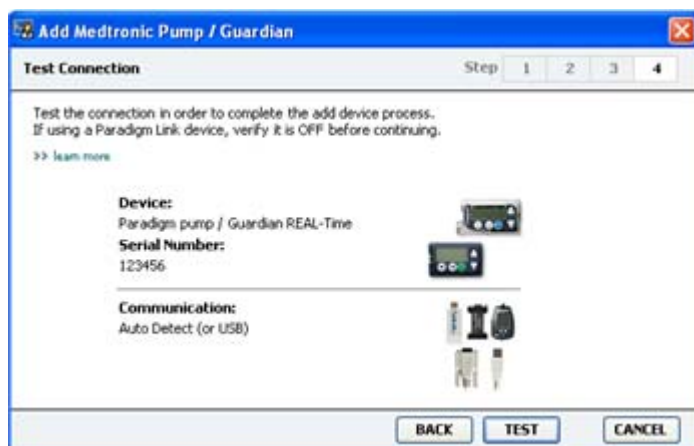 Add Medtronic Pump / Guardian
Test Connection Step 1 2 3 4
Test the connection in order to complete the add device process.
If using a Paradigm Link device, verify it is OFF before continuing.
>> learn more
Device:
Paradigm pump / Guardian REAL-Time
Serial Number:
123456
Communication:
Auto Detect (or USB)
BACK TEST CANCEL